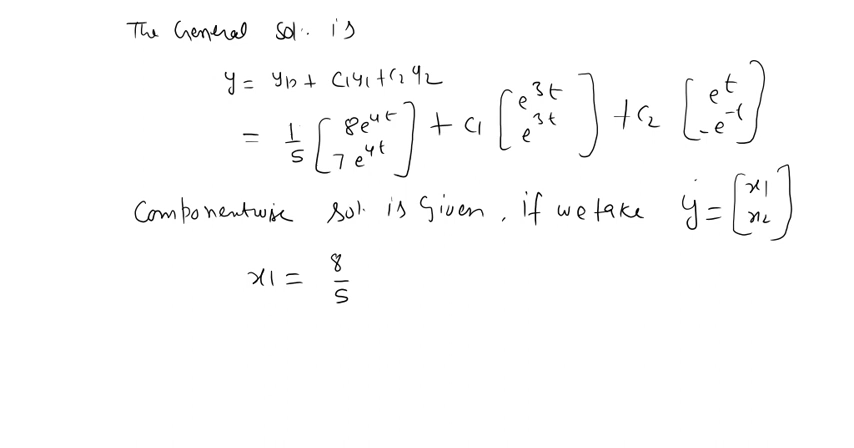 The General Sol. is
y = yp + c1y1 + c2y2
= 1/5 [8e^4t 7e^4t] + c1 [e^3t e^3t] + c2 [e^t -e^-t]
Componentwise sol. is Given, if we take y = [x1 x2]
x1 = 8/5